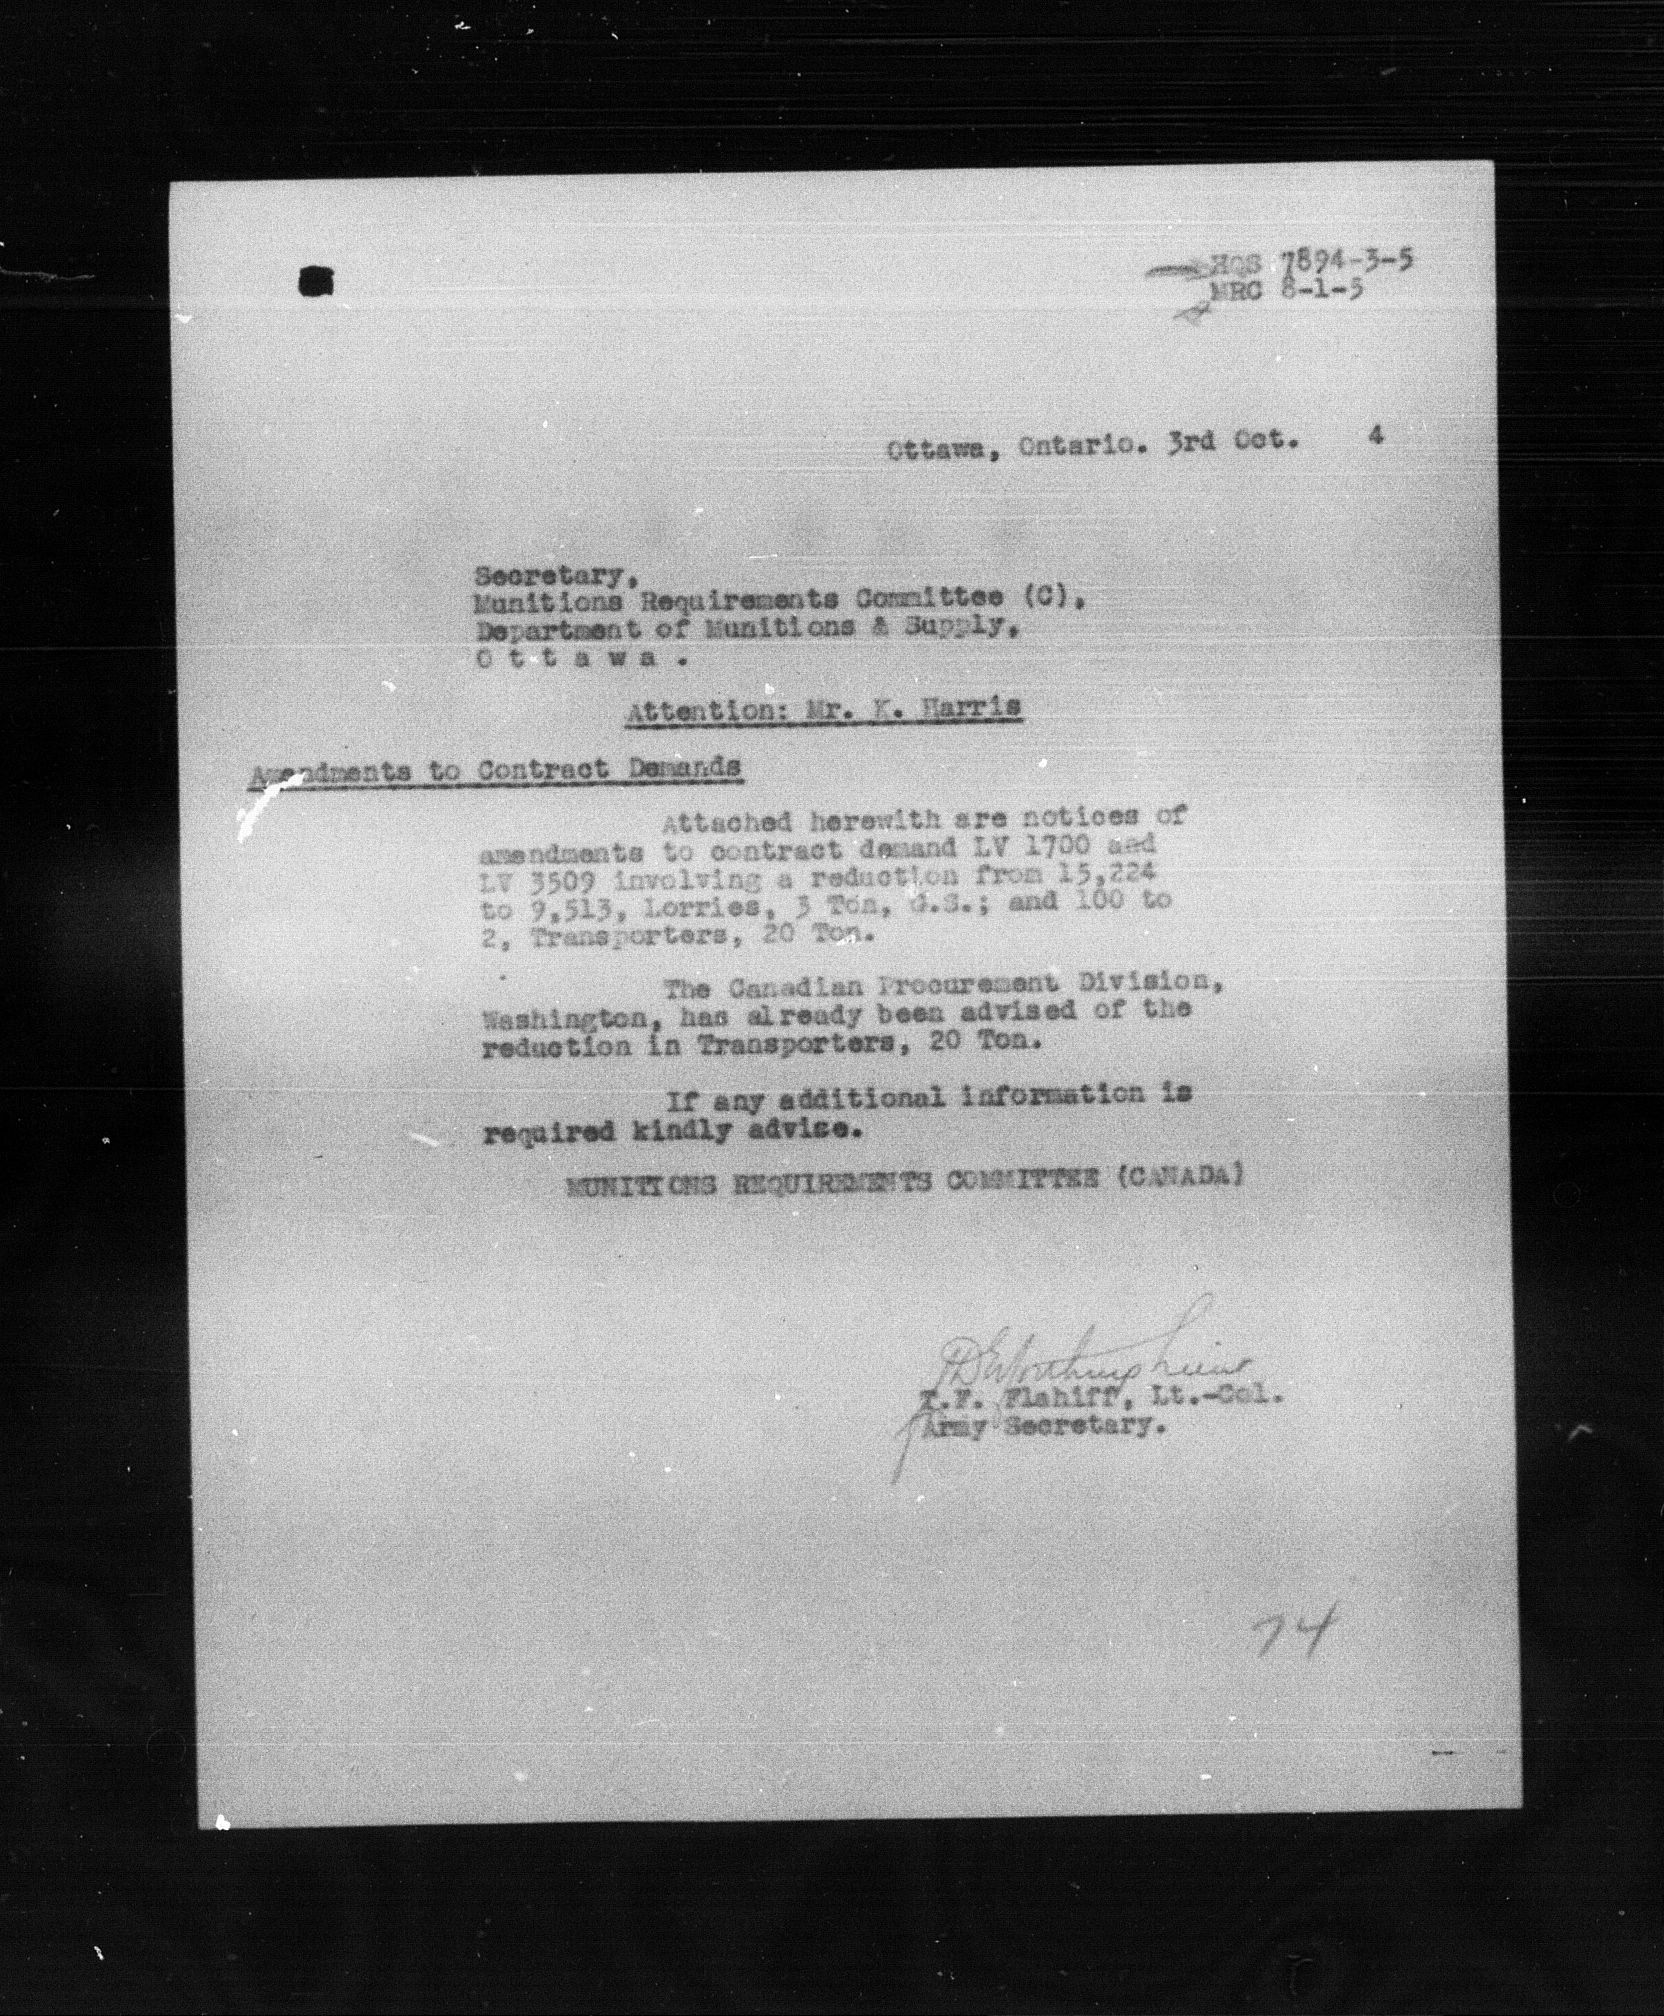 HQS 7894-3-5
MRC 8-1-5
Ottawa, Ontario. 3rd Oct. 4
Secretary,
Munitions Requirements Committee (C),
Department of Munitions & Supply,
O t t a w a .
Attention: Mr. K. Harris
Amendments to Contract Demands
Attached herewith are notices of
amendments to contract demand LV 1700 and
LV 3509 involving a reduction from 15,224
to 9,513, Lorries, 3 Ton, G.S.; and 100 to
2, Transporters, 20 Ton.
The Canadian Procurement Division,
Washington, has already been advised of the
reduction in Transporters, 20 Ton.
If any additional information is
required kindly advise.
MUNITIONS REQUIREMENTS COMMITTEE (CANADA)
T.F. Flahiff, Lt.-Col.
Army Secretary.
74